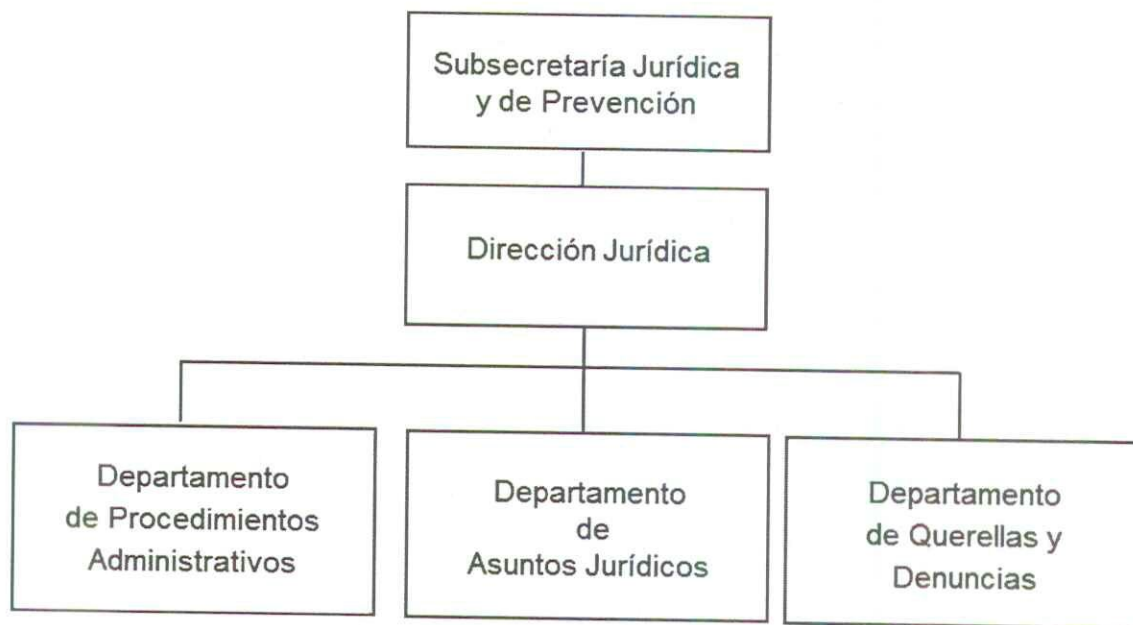 Subsecretaría Jurídica
y de Prevención
Dirección Jurídica
Departamento
de Procedimientos
Administrativos
Departamento
de
Asuntos Jurídicos
Departamento
de Querellas y
Denuncias